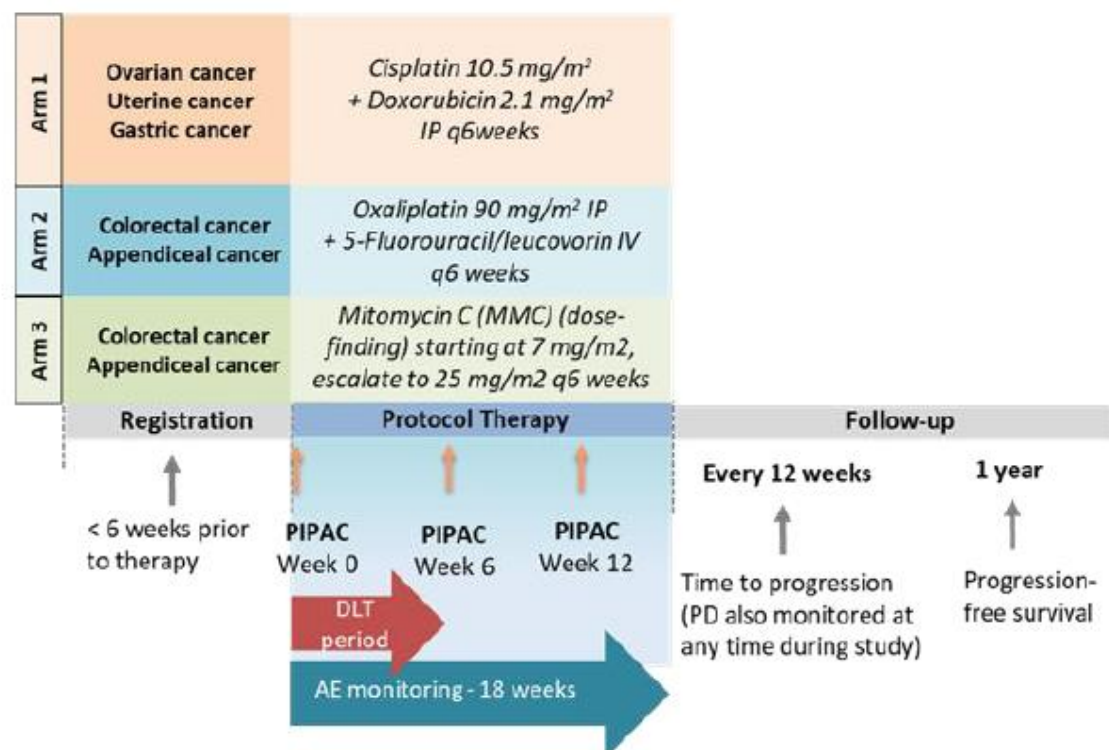 Arm 1
Ovarian cancer
Uterine cancer
Gastric cancer
Cisplatin 10.5 mg/m²
+ Doxorubicin 2.1 mg/m²
IP q6weeks
Arm 2
Colorectal cancer
Appendiceal cancer
Oxaliplatin 90 mg/m² IP
+ 5-Fluorouracil/leucovorin IV
q6 weeks
Arm 3
Colorectal cancer
Appendiceal cancer
Mitomycin C (MMC) (dose-
finding) starting at 7 mg/m2,
escalate to 25 mg/m2 q6 weeks
Registration
Protocol Therapy
Follow-up
< 6 weeks prior
to therapy
PIPAC
Week 0
PIPAC
Week 6
PIPAC
Week 12
Every 12 weeks
1 year
Time to progression
(PD also monitored at
any time during study)
Progression-
free survival
DLT
period
AE monitoring - 18 weeks